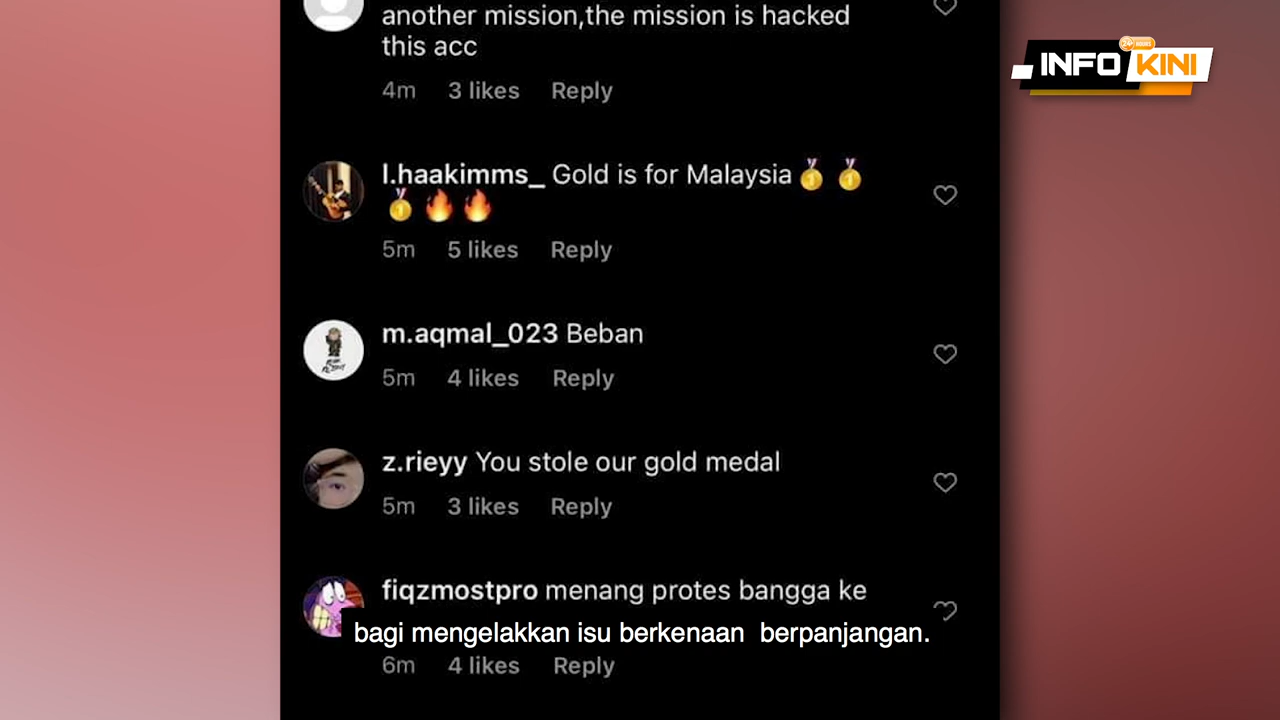 another mission,the mission is hacked
this acc
4m 3 likes Reply
INFO KINI
l.haakimms_ Gold is for Malaysia🏅🏅
🏅🔥🔥
5m 5 likes Reply
m.aqmal_023 Beban
5m 4 likes Reply
z.rieyy You stole our gold medal
5m 3 likes Reply
fiqzmostpro menang protes bangga ke
bagi mengelakkan isu berkenaan berpanjangan.
6m 4 likes Reply